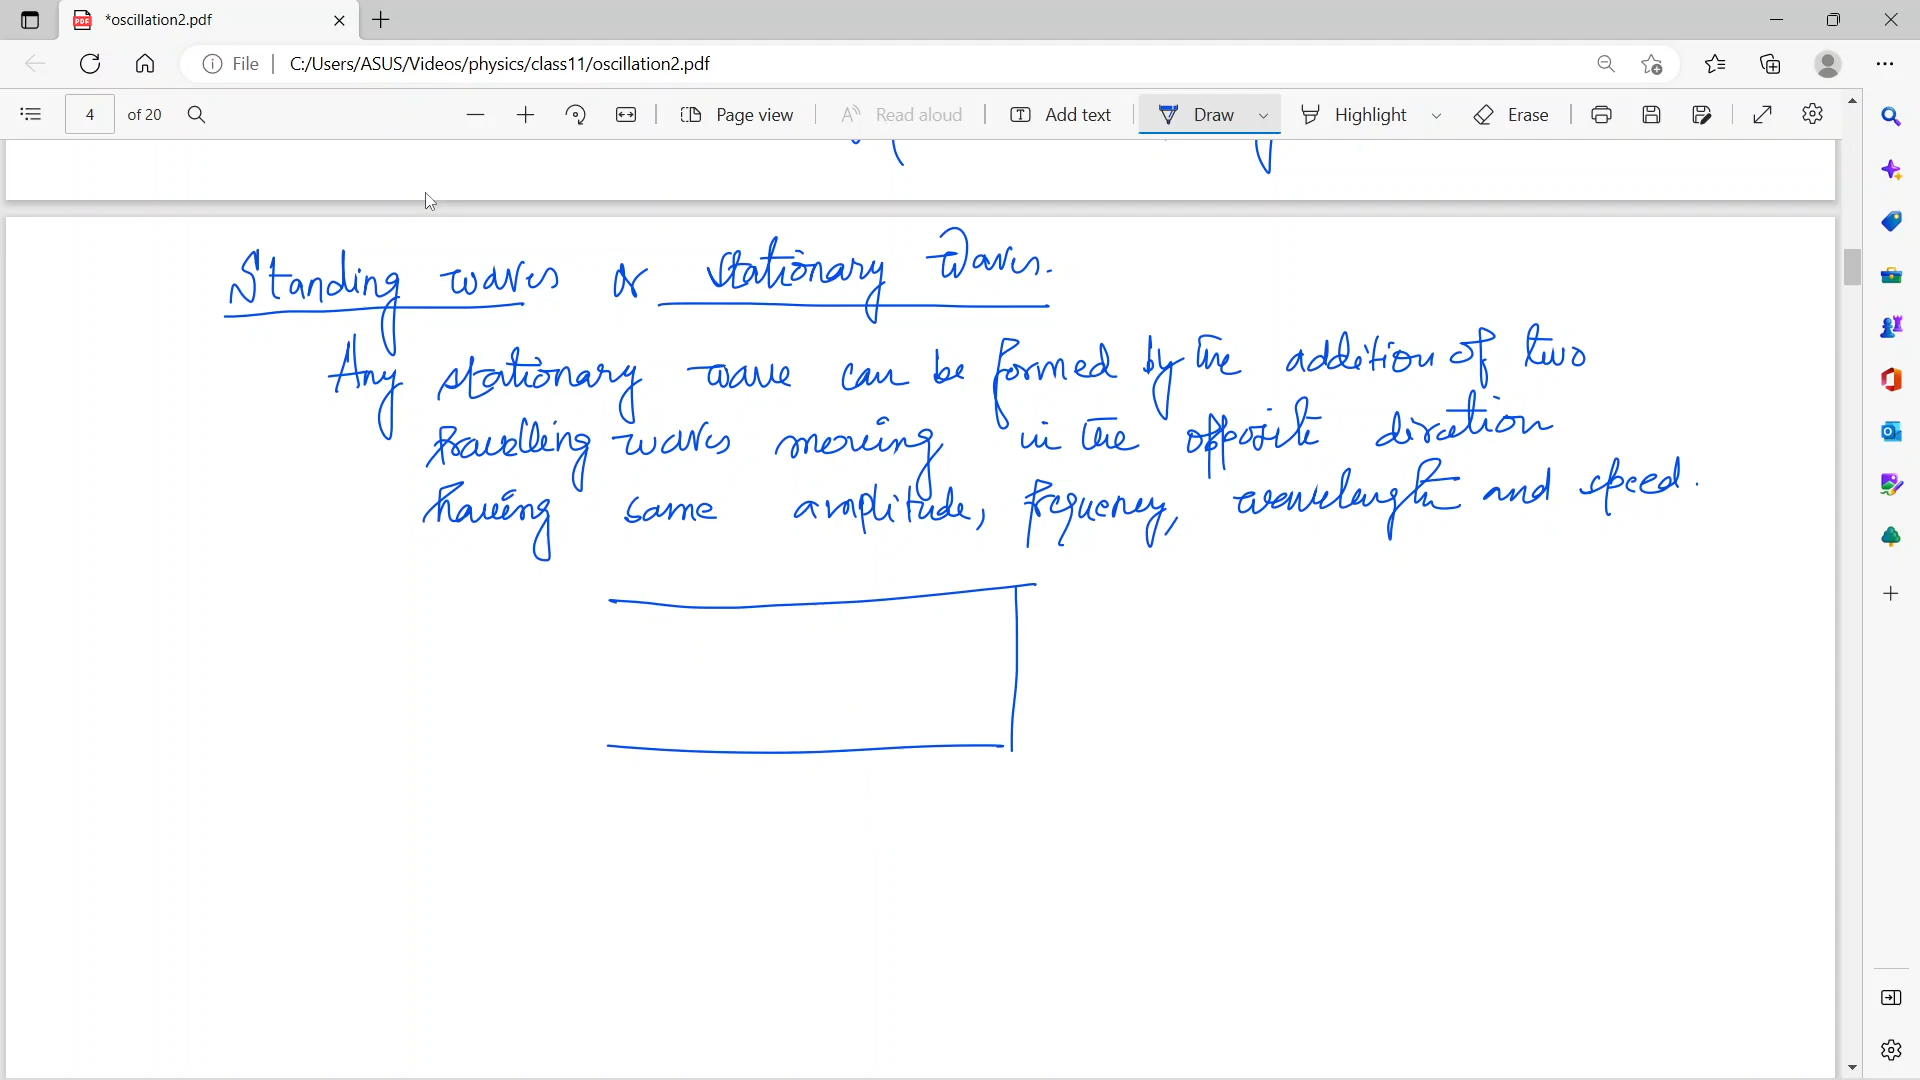 *oscillation2.pdf
File
C:/Users/ASUS/Videos/physics/class11/oscillation2.pdf
4 of 20
Page view
Read aloud
Add text
Draw
Highlight
Erase
Standing waves or Stationary Waves.
Any stationary wave can be formed by the addition of two
travelling waves moving in the opposite diration
having same amplitude, frequency, wavelength and speed.